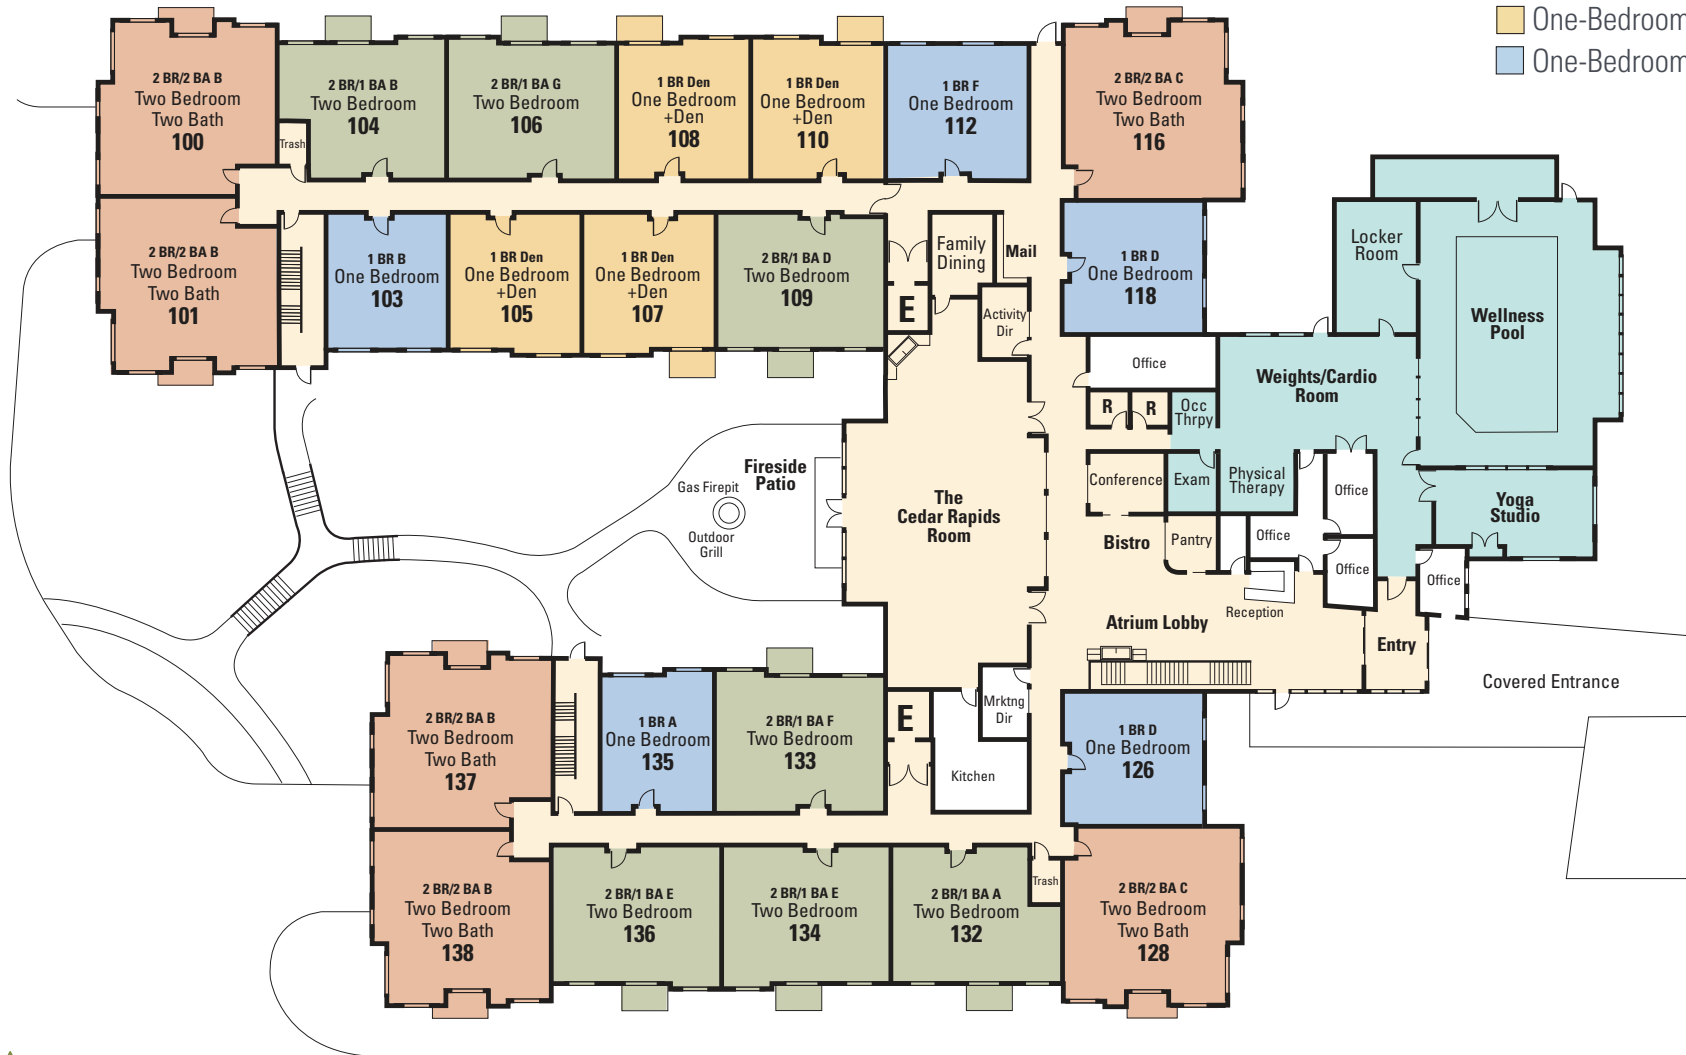 One-Bedroom
One-Bedroom
2 BR/2 BA B
Two Bedroom
Two Bath
100
2 BR/1 BA B
Two Bedroom
104
Trash
2 BR/1 BA G
Two Bedroom
106
1 BR Den
One Bedroom
+Den
108
1 BR Den
One Bedroom
+Den
110
1 BR F
One Bedroom
112
2 BR/2 BA C
Two Bedroom
Two Bath
116
2 BR/2 BA B
Two Bedroom
Two Bath
101
1 BR B
One Bedroom
103
1 BR Den
One Bedroom
+Den
105
1 BR Den
One Bedroom
+Den
107
2 BR/1 BA D
Two Bedroom
109
E
Family
Dining
Mail
Activity
Dir
1 BR D
One Bedroom
118
Locker
Room
Wellness
Pool
Office
Weights/Cardio
Room
R
R
Occ
Thrpy
Conference
Exam
Physical
Therapy
Office
Yoga
Studio
Fireside
Patio
Gas Firepit
Outdoor
Grill
The
Cedar Rapids
Room
Bistro
Pantry
Office
Office
Office
Reception
Atrium Lobby
Entry
Covered Entrance
2 BR/2 BA B
Two Bedroom
Two Bath
137
1 BR A
One Bedroom
135
2 BR/1 BA F
Two Bedroom
133
E
Mrktng
Dir
Kitchen
1 BR D
One Bedroom
126
2 BR/2 BA B
Two Bedroom
Two Bath
138
2 BR/1 BA E
Two Bedroom
136
2 BR/1 BA E
Two Bedroom
134
2 BR/1 BA A
Two Bedroom
132
Trash
2 BR/2 BA C
Two Bedroom
Two Bath
128